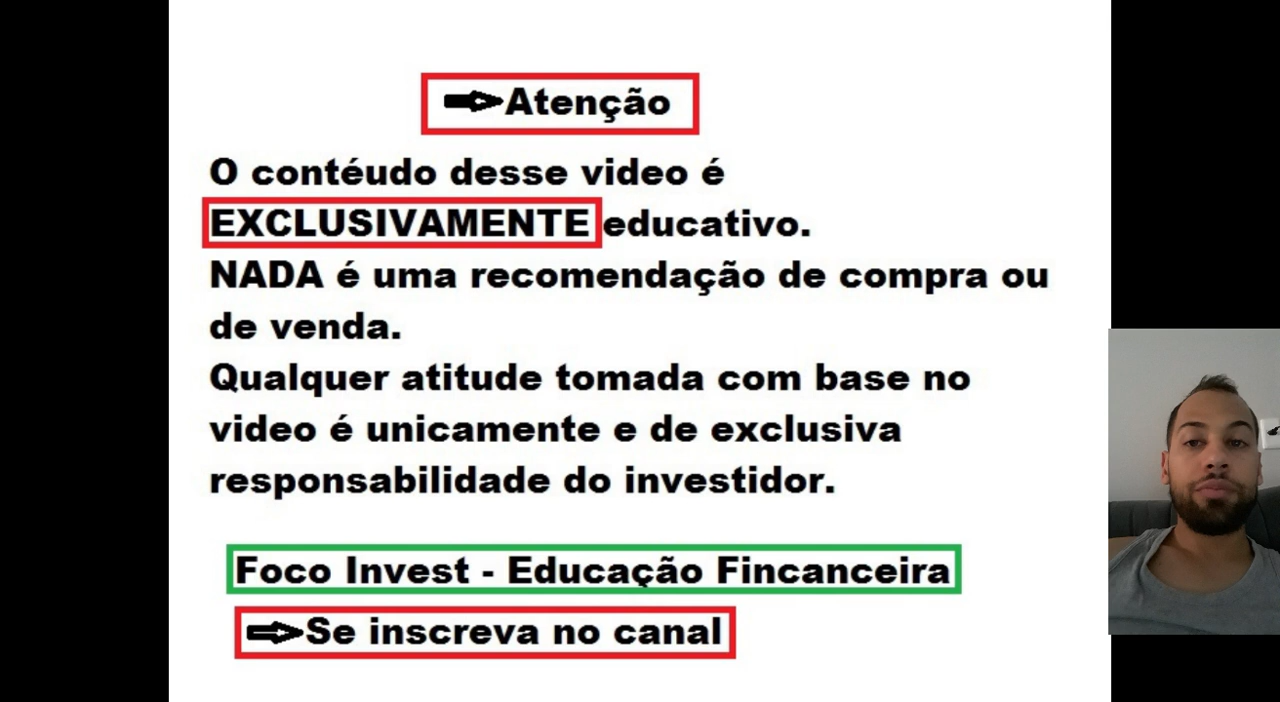 Atenção
O contéudo desse video é
EXCLUSIVAMENTE educativo.
NADA é uma recomendação de compra ou
de venda.
Qualquer atitude tomada com base no
video é unicamente e de exclusiva
responsabilidade do investidor.
Foco Invest - Educação Fincanceira
Se inscreva no canal